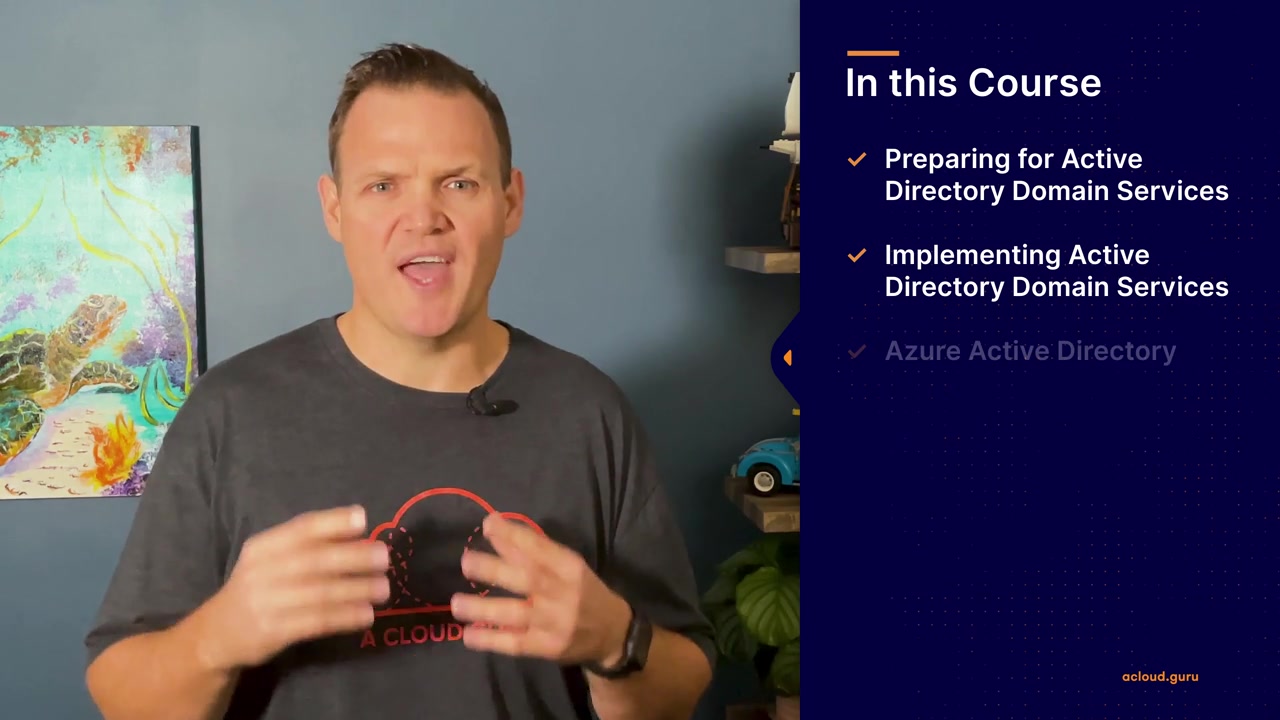 In this Course
Preparing for Active
Directory Domain Services
Implementing Active
Directory Domain Services
Azure Active Directory
acloud.guru
A CLOUD